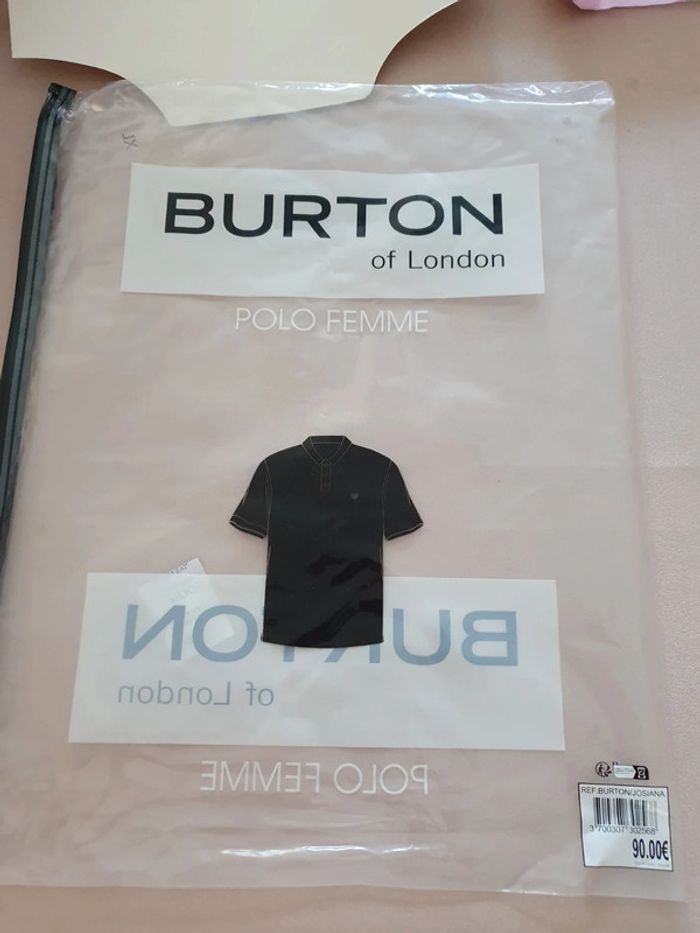 XL
BURTON
of London
POLO FEMME
BURTON
of London
POLO FEMME
REF:BURTON/JOSIANA
3 700307 302568
90.00€